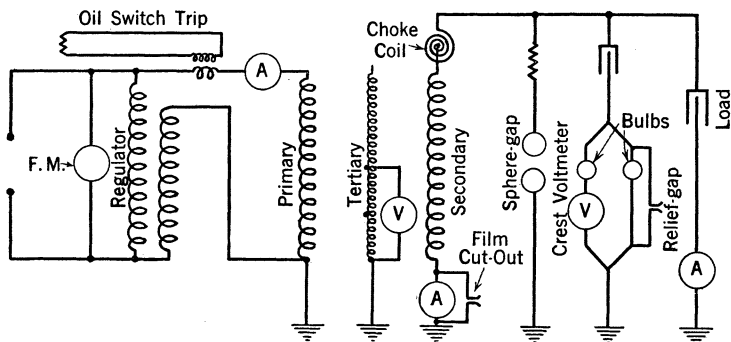 Oil Switch Trip
A
F. M.
Regulator
Primary
Tertiary
V
Choke
Coil
Secondary
Film
Cut-Out
A
Sphere-gap
Crest Voltmeter
Bulbs
V
Relief-gap
Load
A